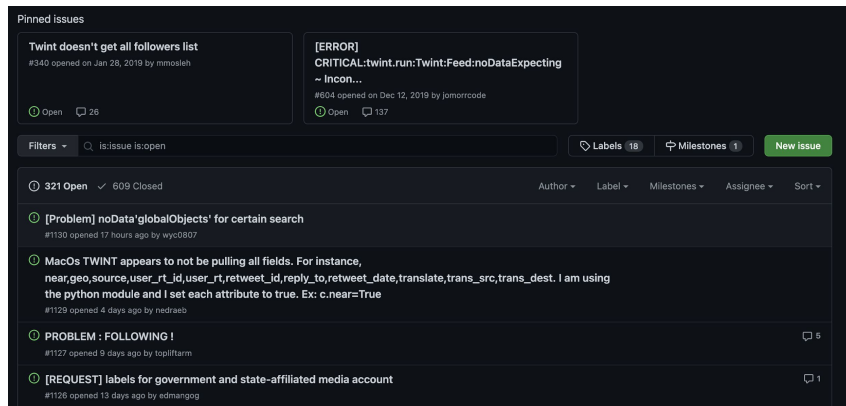 Pinned issues
Twint doesn't get all followers list
#340 opened on Jan 28, 2019 by mmosleh
Open 26
[ERROR]
CRITICAL:twint.run:Twint:Feed:noDataExpecting
~ Incon...
#604 opened on Dec 12, 2019 by jomorrcode
Open 137
Filters is:issue is:open Labels 18 Milestones 1 New issue
321 Open 609 Closed Author Label Milestones Assignee Sort
[Problem] noData'globalObjects' for certain search
#1130 opened 17 hours ago by wyc0807
MacOs TWINT appears to not be pulling all fields. For instance,
near,geo,source,user_rt_id,user_rt,retweet_id,reply_to,retweet_date,translate,trans_src,trans_dest. I am using
the python module and I set each attribute to true. Ex: c.near=True
#1129 opened 4 days ago by nedraeb
PROBLEM : FOLLOWING ! 5
#1127 opened 9 days ago by topliftarm
[REQUEST] labels for government and state-affiliated media account 1
#1126 opened 13 days ago by edmangog